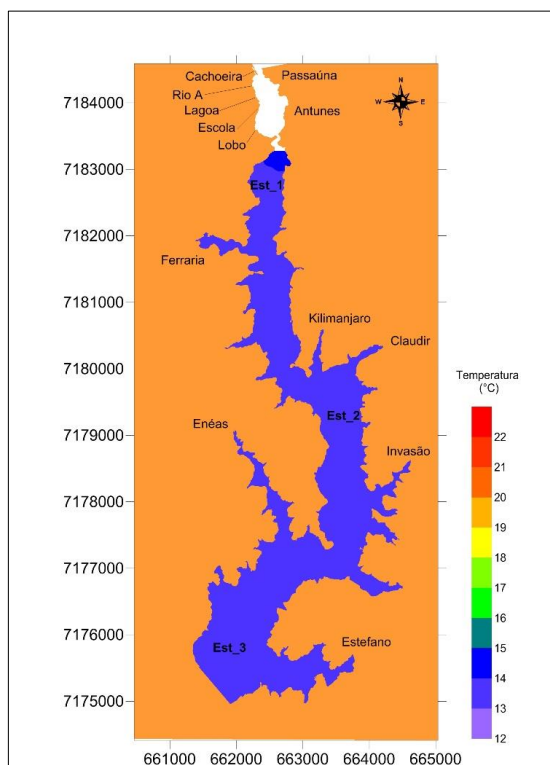 Cachoeira
Passaúna
Rio A
Lagoa
Antunes
Escola
Lobo
N
W E
S
7184000
7183000
7182000
7181000
7180000
7179000
7178000
7177000
7176000
7175000
Est_1
Ferraria
Kilimanjaro
Claudir
Est_2
Enéas
Invasão
Est_3
Estefano
661000 662000 663000 664000 665000
Temperatura
(°C)
22
21
20
19
18
17
16
15
14
13
12